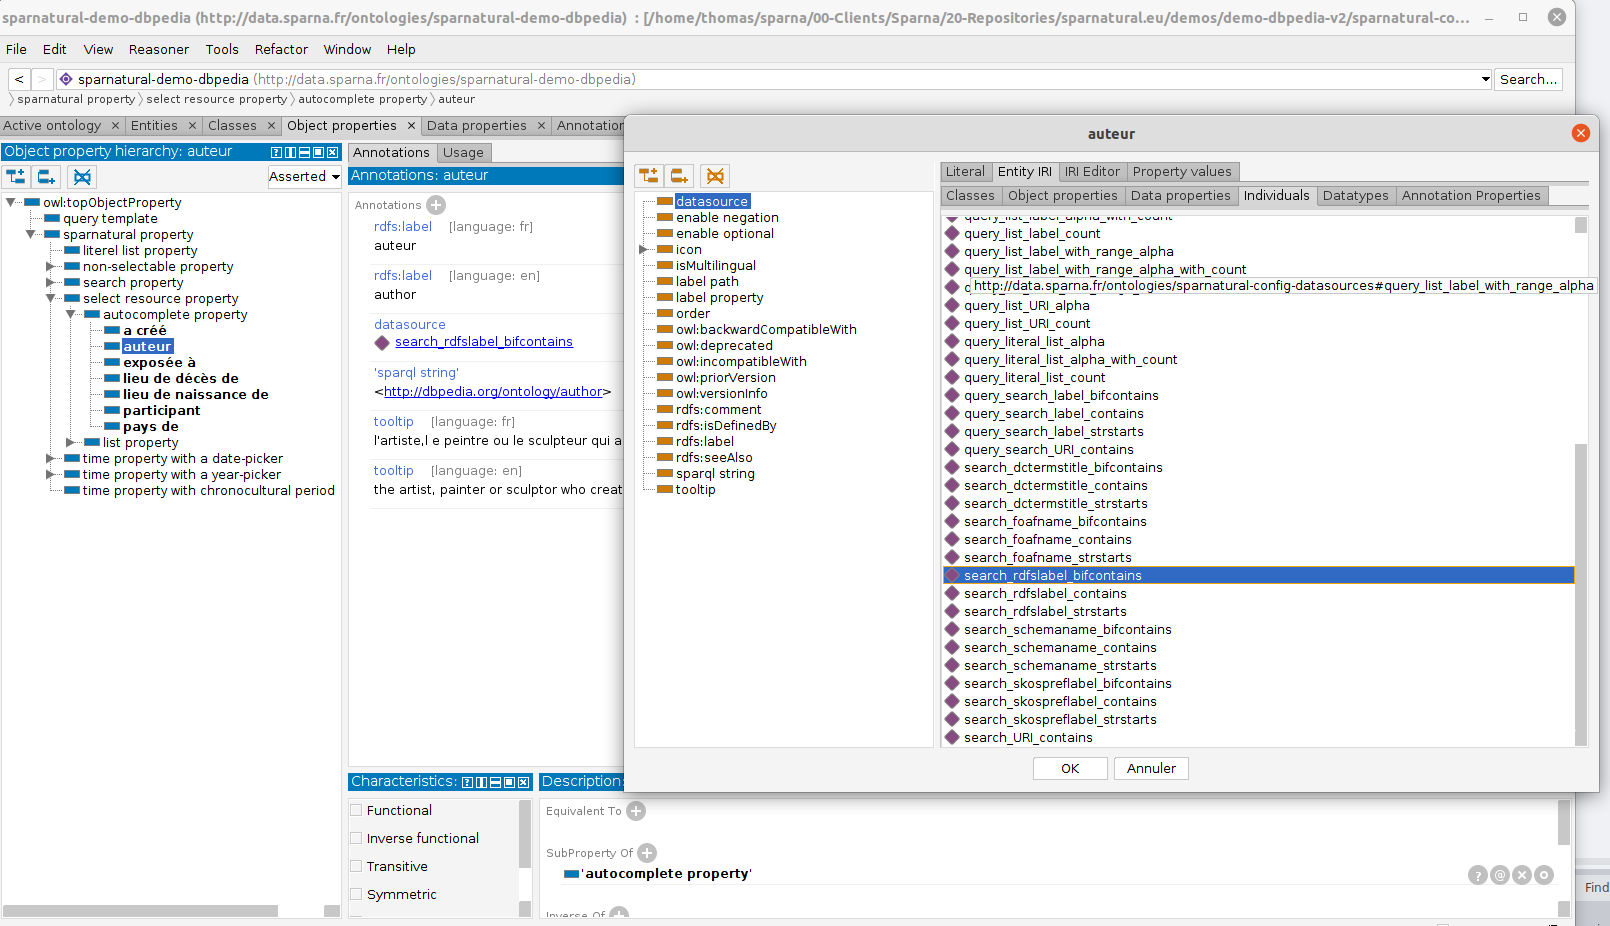 sparnatural-demo-dbpedia (http://data.sparna.fr/ontologies/sparnatural-demo-dbpedia) : [/home/thomas/sparna/00-Clients/Sparna/20-Repositories/sparnatural.eu/demos/demo-dbpedia-v2/sparnatural-co...
File Edit View Reasoner Tools Refactor Window Help
< > sparnatural-demo-dbpedia (http://data.sparna.fr/ontologies/sparnatural-demo-dbpedia) Search...
sparnatural property select resource property autocomplete property auteur
Active ontology × Entities × Classes × Object properties × Data properties × Annotation
Object property hierarchy: auteur
Asserted
owl:topObjectProperty
query template
sparnatural property
literel list property
non-selectable property
search property
select resource property
autocomplete property
a créé
auteur
exposée à
lieu de décès de
lieu de naissance de
participant
pays de
list property
time property with a date-picker
time property with a year-picker
time property with chronocultural period
Annotations Usage
Annotations: auteur
Annotations
rdfs:label [language: fr]
auteur
rdfs:label [language: en]
author
datasource
search_rdfslabel_bifcontains
'sparql string'
<http://dbpedia.org/ontology/author>
tooltip [language: fr]
l'artiste,l e peintre ou le sculpteur qui a
tooltip [language: en]
the artist, painter or sculptor who creat
Characteristics:
Functional
Inverse functional
Transitive
Symmetric
Description:
Equivalent To
SubProperty Of
'autocomplete property'
Inverse Of
auteur
datasource
enable negation
enable optional
icon
isMultilingual
label path
label property
order
owl:backwardCompatibleWith
owl:deprecated
owl:incompatibleWith
owl:priorVersion
owl:versionInfo
rdfs:comment
rdfs:isDefinedBy
rdfs:label
rdfs:seeAlso
sparql string
tooltip
Literal Entity IRI IRI Editor Property values
Classes Object properties Data properties Individuals Datatypes Annotation Properties
query_list_label_alpha_with_count
query_list_label_count
query_list_label_with_range_alpha
query_list_label_with_range_alpha_with_count
http://data.sparna.fr/ontologies/sparnatural-config-datasources#query_list_label_with_range_alpha
query_list_URI_alpha
query_list_URI_count
query_literal_list_alpha
query_literal_list_alpha_with_count
query_literal_list_count
query_search_label_bifcontains
query_search_label_contains
query_search_label_strstarts
query_search_URI_contains
search_dctermstitle_bifcontains
search_dctermstitle_contains
search_dctermstitle_strstarts
search_foafname_bifcontains
search_foafname_contains
search_foafname_strstarts
search_rdfslabel_bifcontains
search_rdfslabel_contains
search_rdfslabel_strstarts
search_schemaname_bifcontains
search_schemaname_contains
search_schemaname_strstarts
search_skospreflabel_bifcontains
search_skospreflabel_contains
search_skospreflabel_strstarts
search_URI_contains
OK Annuler
Find